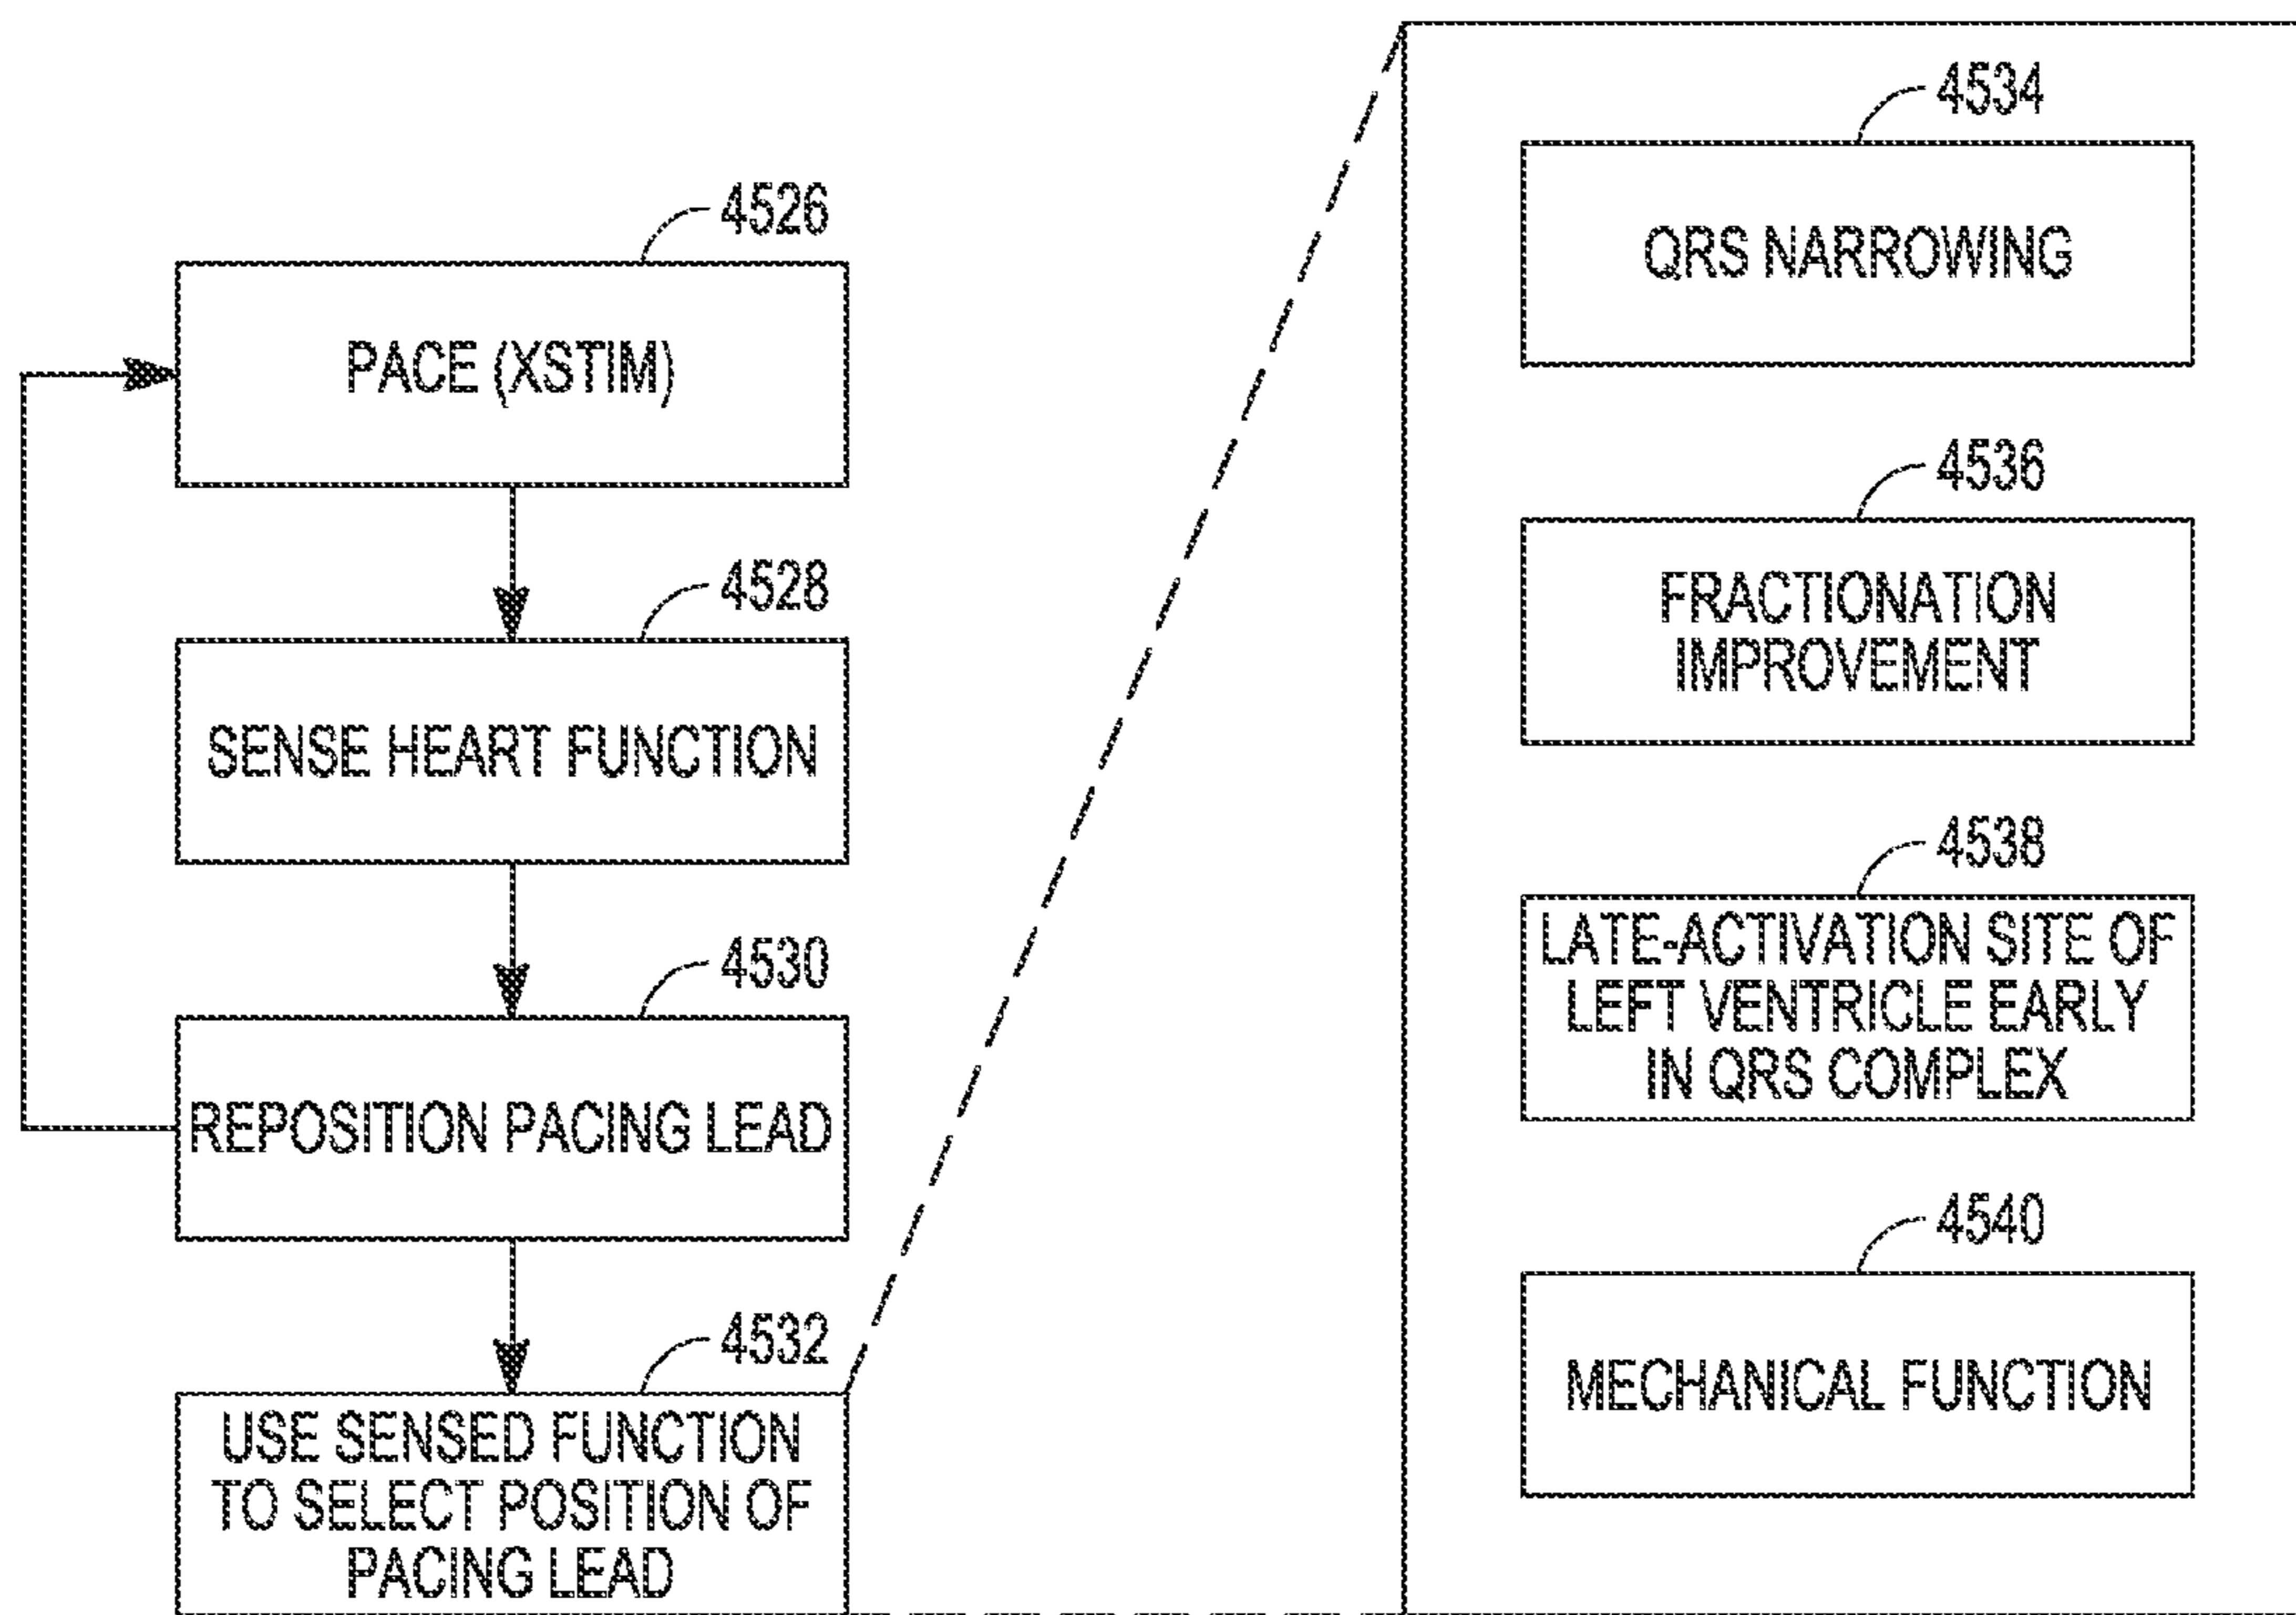 4526
PACE (XSTIM)
4528
SENSE HEART FUNCTION
4530
REPOSITION PACING LEAD
4532
USE SENSED FUNCTION
TO SELECT POSITION OF
PACING LEAD
4534
QRS NARROWING
4536
FRACTIONATION
IMPROVEMENT
4538
LATE-ACTIVATION SITE OF
LEFT VENTRICLE EARLY
IN QRS COMPLEX
4540
MECHANICAL FUNCTION